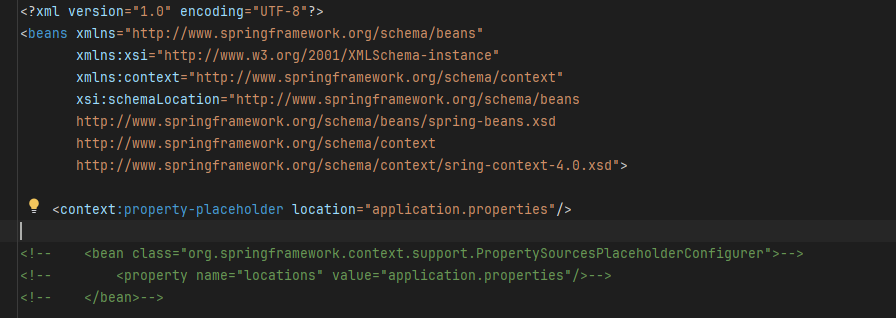 <?xml version="1.0" encoding="UTF-8"?>
<beans xmlns="http://www.springframework.org/schema/beans"
xmlns:xsi="http://www.w3.org/2001/XMLSchema-instance"
xmlns:context="http://www.springframework.org/schema/context"
xsi:schemaLocation="http://www.springframework.org/schema/beans
http://www.springframework.org/schema/beans/spring-beans.xsd
http://www.springframework.org/schema/context
http://www.springframework.org/schema/context/sring-context-4.0.xsd">
<context:property-placeholder location="application.properties"/>
<!--    <bean class="org.springframework.context.support.PropertySourcesPlaceholderConfigurer">-->
<!--        <property name="locations" value="application.properties"/>-->
<!--    </bean>-->